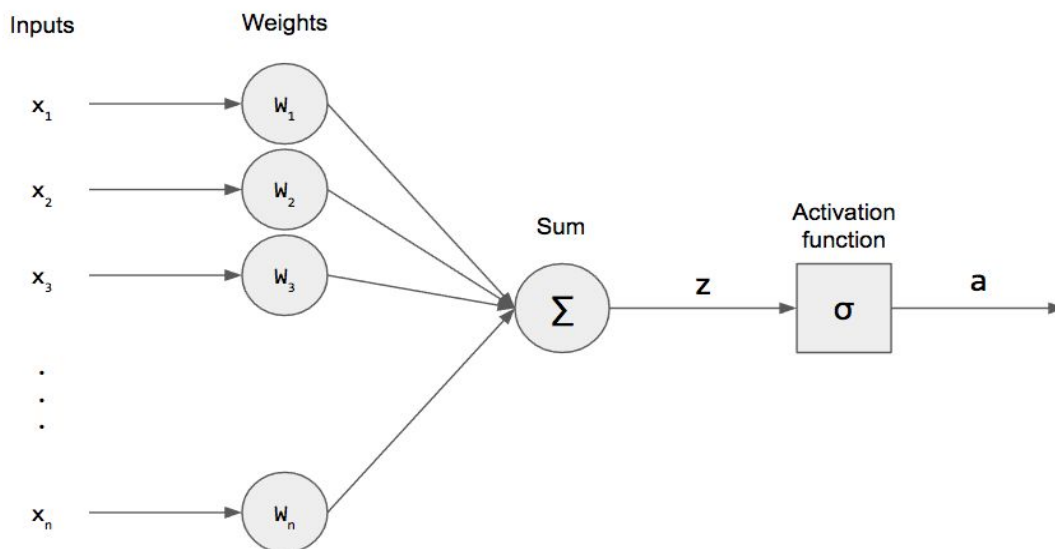 Inputs
Weights
x₁
W₁
x₂
W₂
x₃
W₃
Sum
Σ
z
Activation
function
σ
a
.
.
.
xₙ
Wₙ